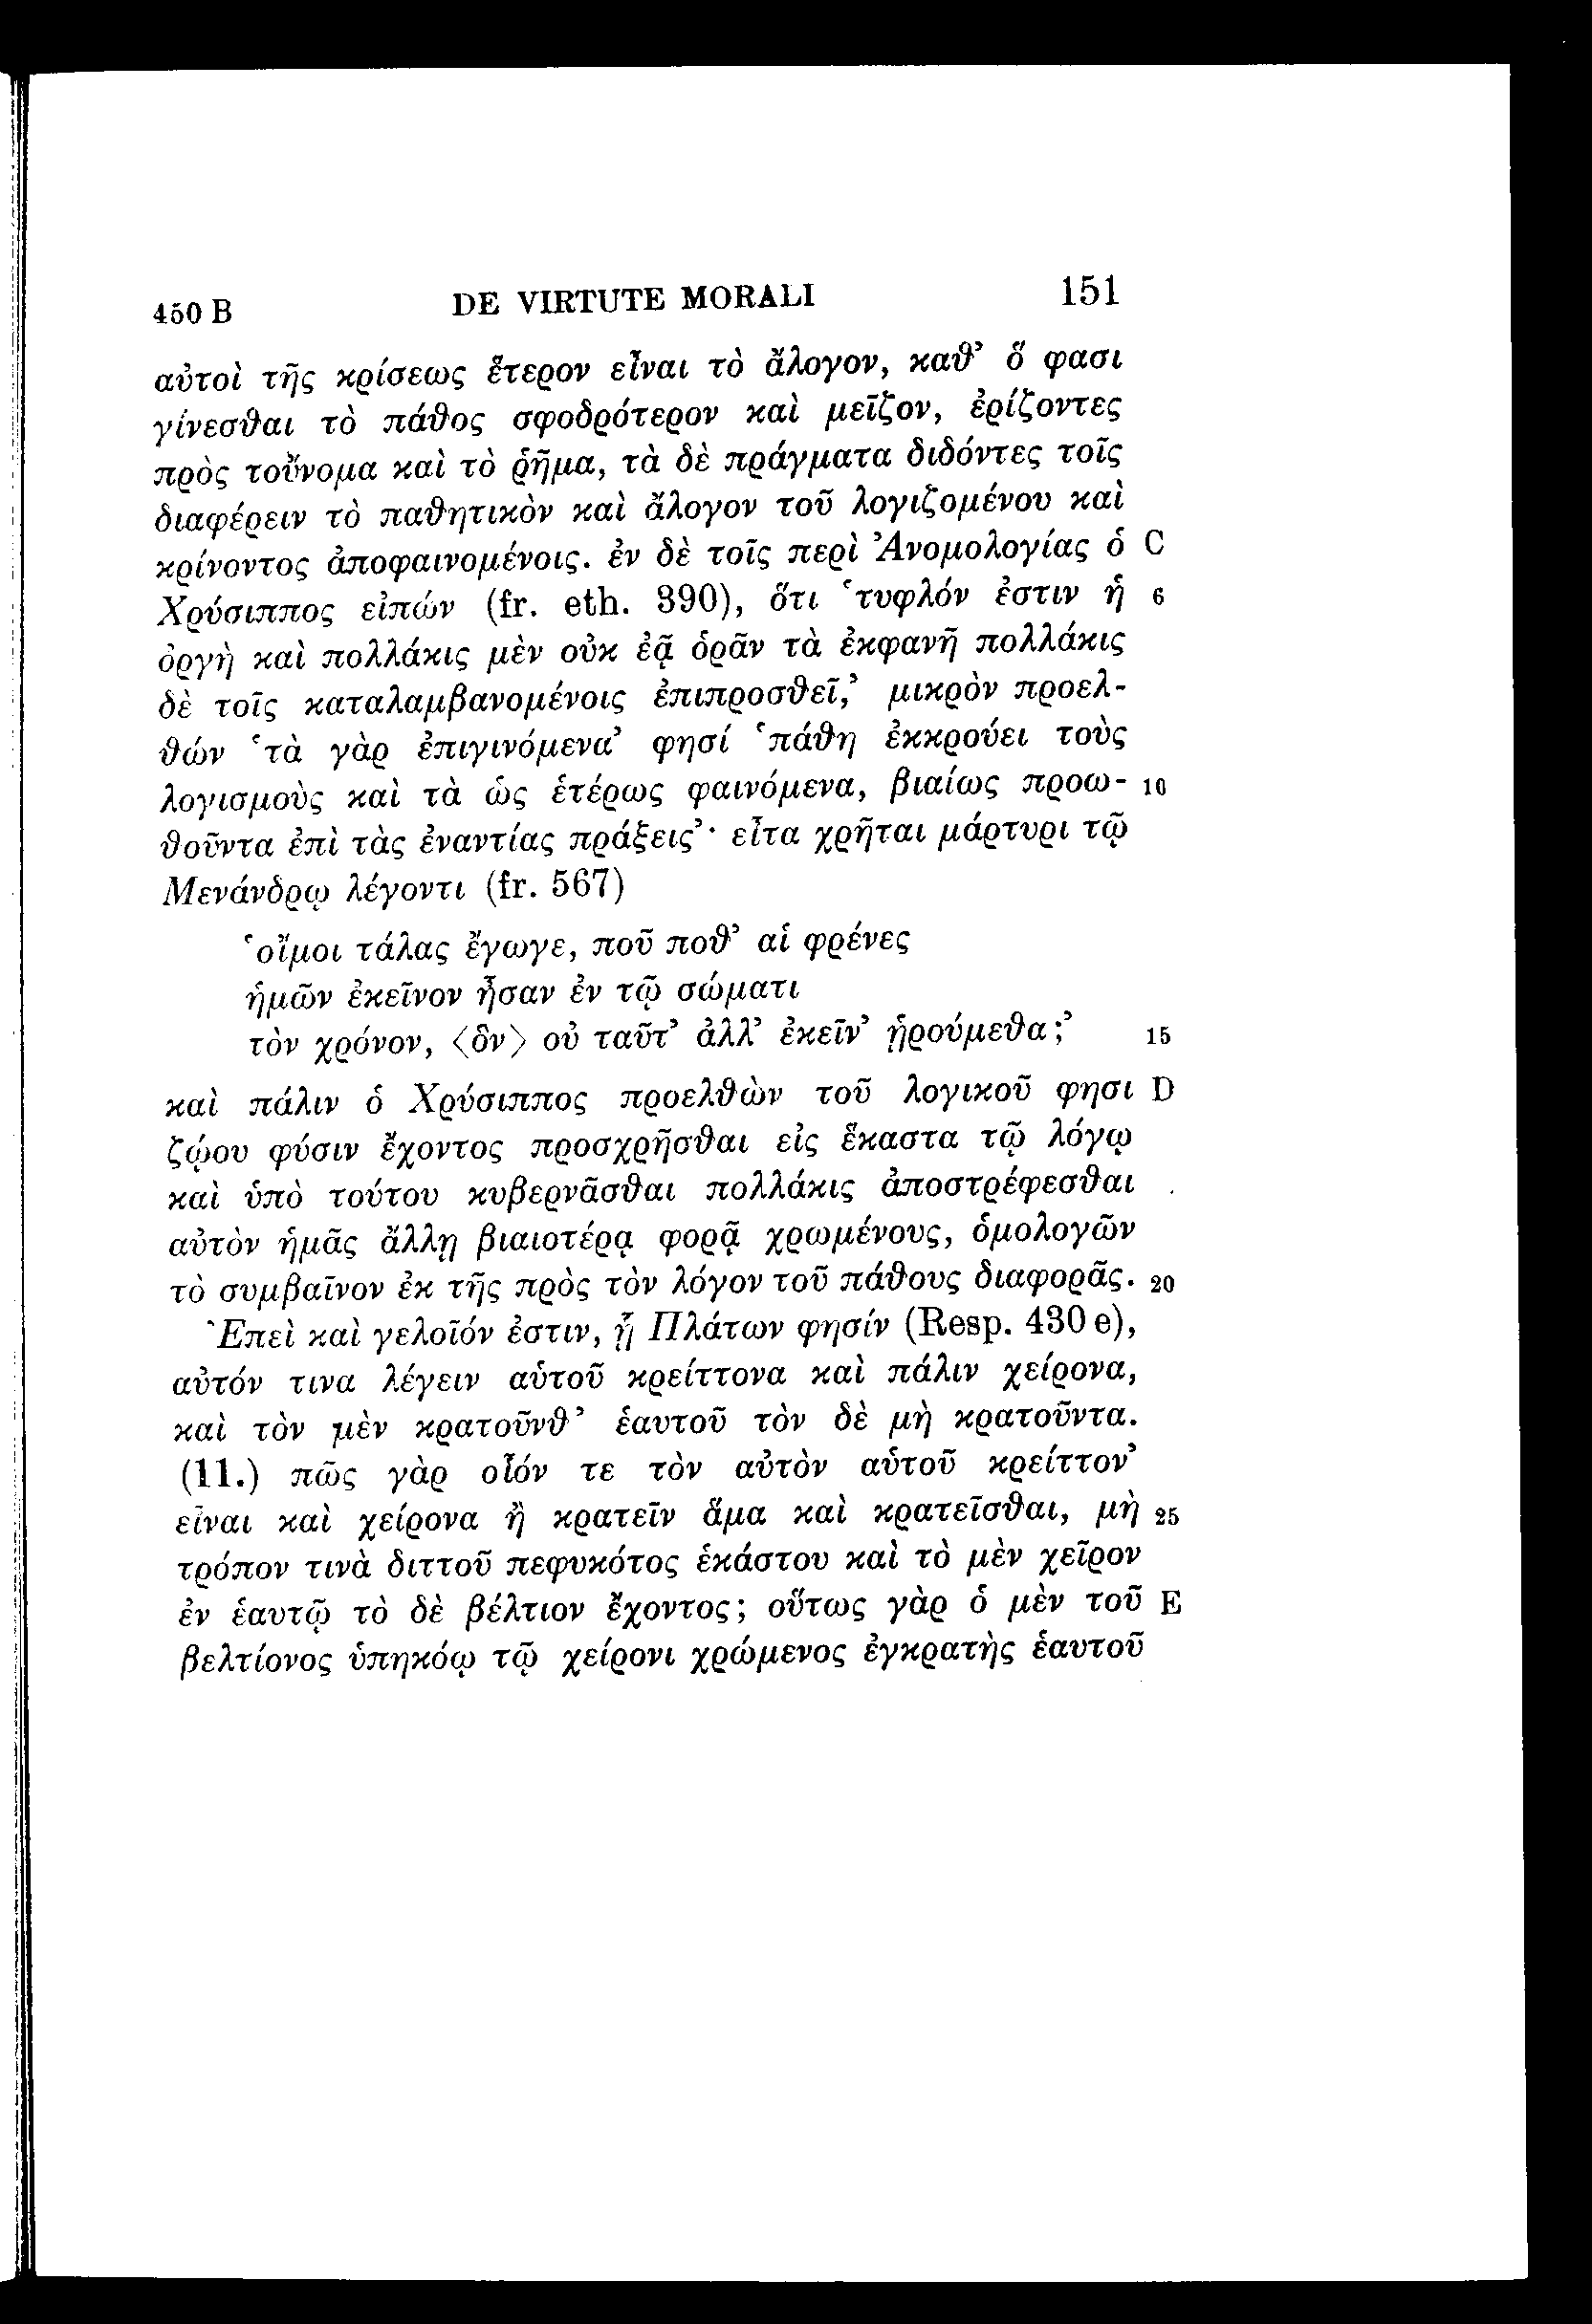 450 B DE VIRTUTE MORALI 151
αὐτοὶ τῆς κρίσεως ἕτερον εἶναι τὸ ἄλογον, καθ’ ὅ φασι
γίνεσθαι τὸ πάθος σφοδρότερον καὶ μεῖζον, ἐρίζοντες
πρὸς τοὔνομα καὶ τὸ ῥῆμα, τὰ δὲ πράγματα διδόντες τοῖς
διαφέρειν τὸ παθητικὸν καὶ ἄλογον τοῦ λογιζομένου καὶ
κρίνοντος ἀποφαινομένοις. ἐν δὲ τοῖς περὶ Ἀνομολογίας ὁ C
Χρύσιππος εἰπών (fr. eth. 390), ὅτι ‘τυφλόν ἐστιν ἡ 6
ὀργὴ καὶ πολλάκις μὲν οὐκ ἐᾷ ὁρᾶν τὰ ἐκφανῆ πολλάκις
δὲ τοῖς καταλαμβανομένοις ἐπιπροσθεῖ,’ μικρὸν προελ-
θών ‘τὰ γὰρ ἐπιγινόμενα’ φησί ‘πάθη ἐκκρούει τοὺς
λογισμοὺς καὶ τὰ ὡς ἑτέρως φαινόμενα, βιαίως προω- 10
θοῦντα ἐπὶ τὰς ἐναντίας πράξεις’· εἶτα χρῆται μάρτυρι τῷ
Μενάνδρῳ λέγοντι (fr. 567)
‘οἴμοι τάλας ἔγωγε, ποῦ ποθ’ αἱ φρένες
ἡμῶν ἐκεῖνον ἦσαν ἐν τῷ σώματι
τὸν χρόνον, ⟨ὃν⟩ οὐ ταῦτ’ ἀλλ’ ἐκεῖν’ ᾑρούμεθα;’ 15
καὶ πάλιν ὁ Χρύσιππος προελθὼν τοῦ λογικοῦ φησι D
ζῴου φύσιν ἔχοντος προσχρῆσθαι εἰς ἕκαστα τῷ λόγῳ
καὶ ὑπὸ τούτου κυβερνᾶσθαι πολλάκις ἀποστρέφεσθαι
αὐτὸν ἡμᾶς ἄλλῃ βιαιοτέρᾳ φορᾷ χρωμένους, ὁμολογῶν
τὸ συμβαῖνον ἐκ τῆς πρὸς τὸν λόγον τοῦ πάθους διαφορᾶς. 20
Ἐπεὶ καὶ γελοῖόν ἐστιν, ᾗ Πλάτων φησίν (Resp. 430 e),
αὐτόν τινα λέγειν αὑτοῦ κρείττονα καὶ πάλιν χείρονα,
καὶ τὸν μὲν κρατοῦνθ’ ἑαυτοῦ τὸν δὲ μὴ κρατοῦντα.
(11.) πῶς γὰρ οἷόν τε τὸν αὐτὸν αὑτοῦ κρείττον’
εἶναι καὶ χείρονα ἢ κρατεῖν ἅμα καὶ κρατεῖσθαι, μὴ 25
τρόπον τινὰ διττοῦ πεφυκότος ἑκάστου καὶ τὸ μὲν χεῖρον
ἐν ἑαυτῷ τὸ δὲ βέλτιον ἔχοντος; οὕτως γὰρ ὁ μὲν τοῦ E
βελτίονος ὑπηκόῳ τῷ χείρονι χρώμενος ἐγκρατὴς ἑαυτοῦ